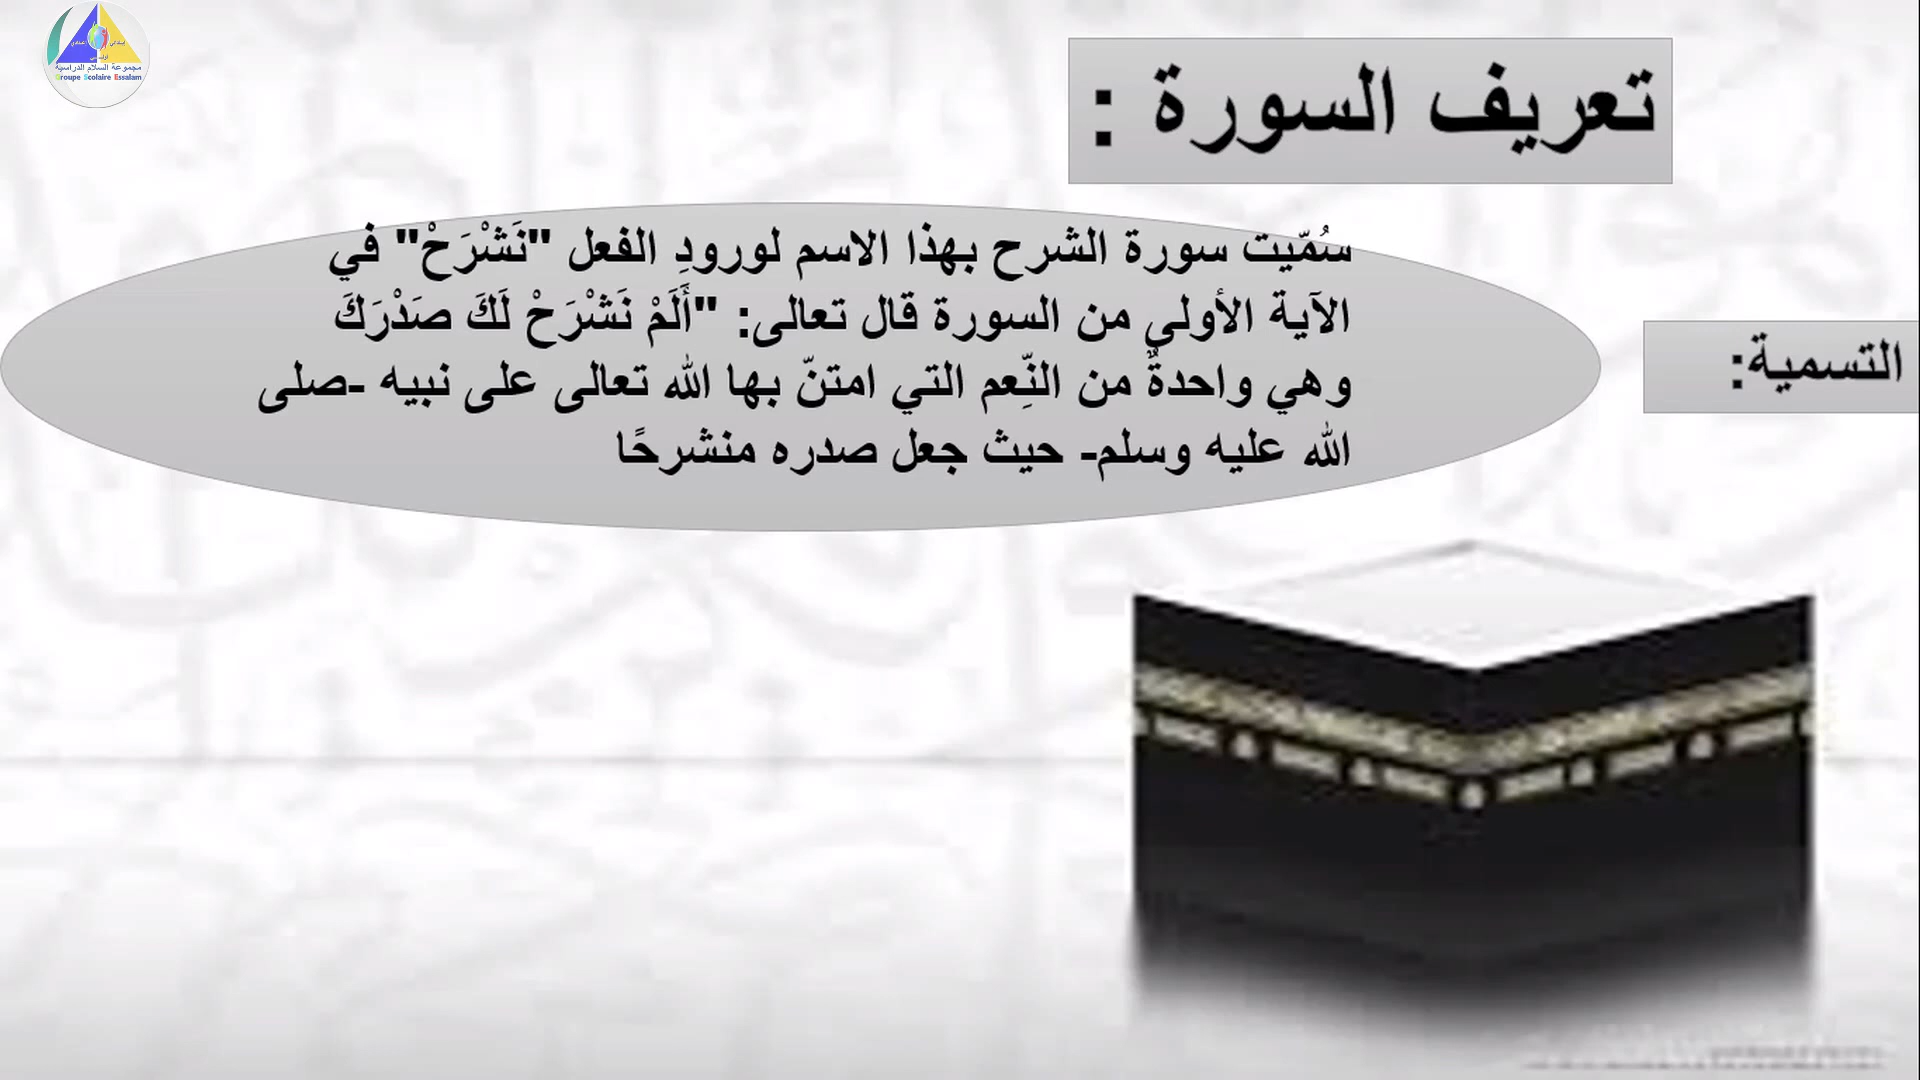 تعريف السورة :
سُمّيت سورة الشرح بهذا الاسم لورودِ الفعل "نَشْرَحْ" في
الآية الأولى من السورة قال تعالى: "أَلَمْ نَشْرَحْ لَكَ صَدْرَكَ
وهي واحدةٌ من النِّعم التي امتنّ بها الله تعالى على نبيه -صلى
الله عليه وسلم- حيث جعل صدره منشرحًا
التسمية:
مجموعة السلام الدراسية
Groupe Scolaire Essalam